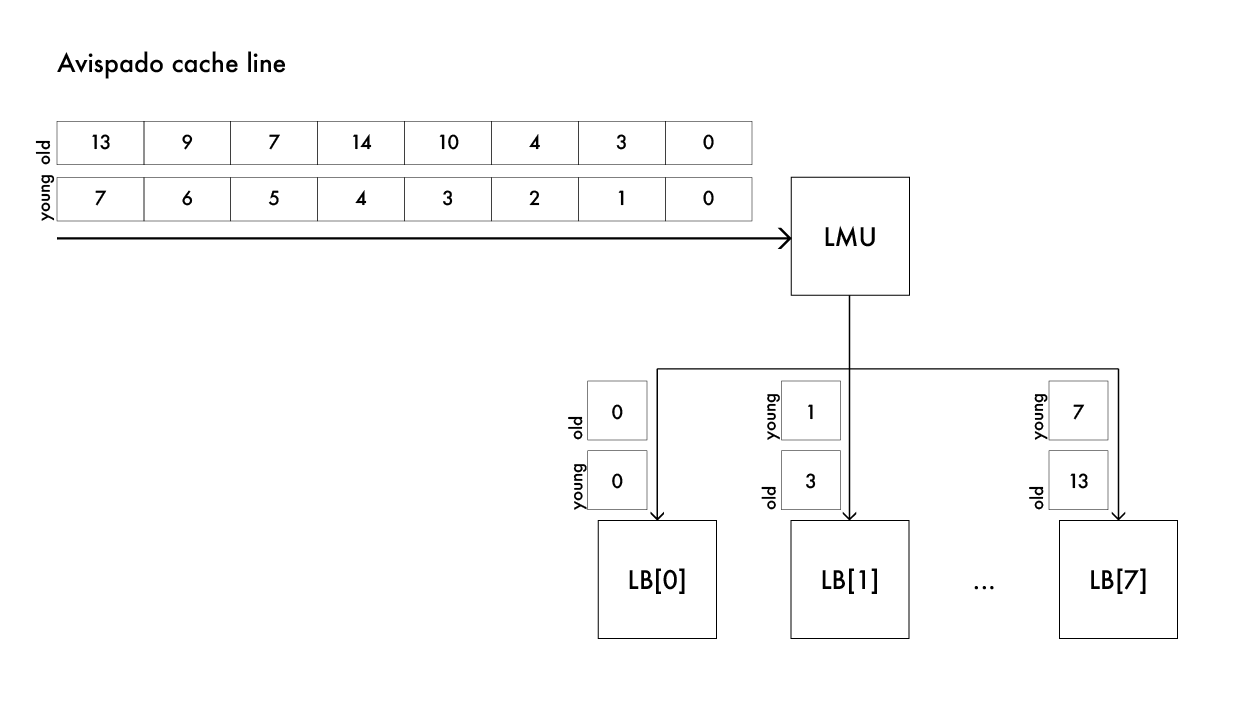 Avispado cache line
old 13 9 7 14 10 4 3 0
young 7 6 5 4 3 2 1 0
LMU
old 0 young 1 young 7
young 0 old 3 old 13
LB[0] LB[1] ... LB[7]